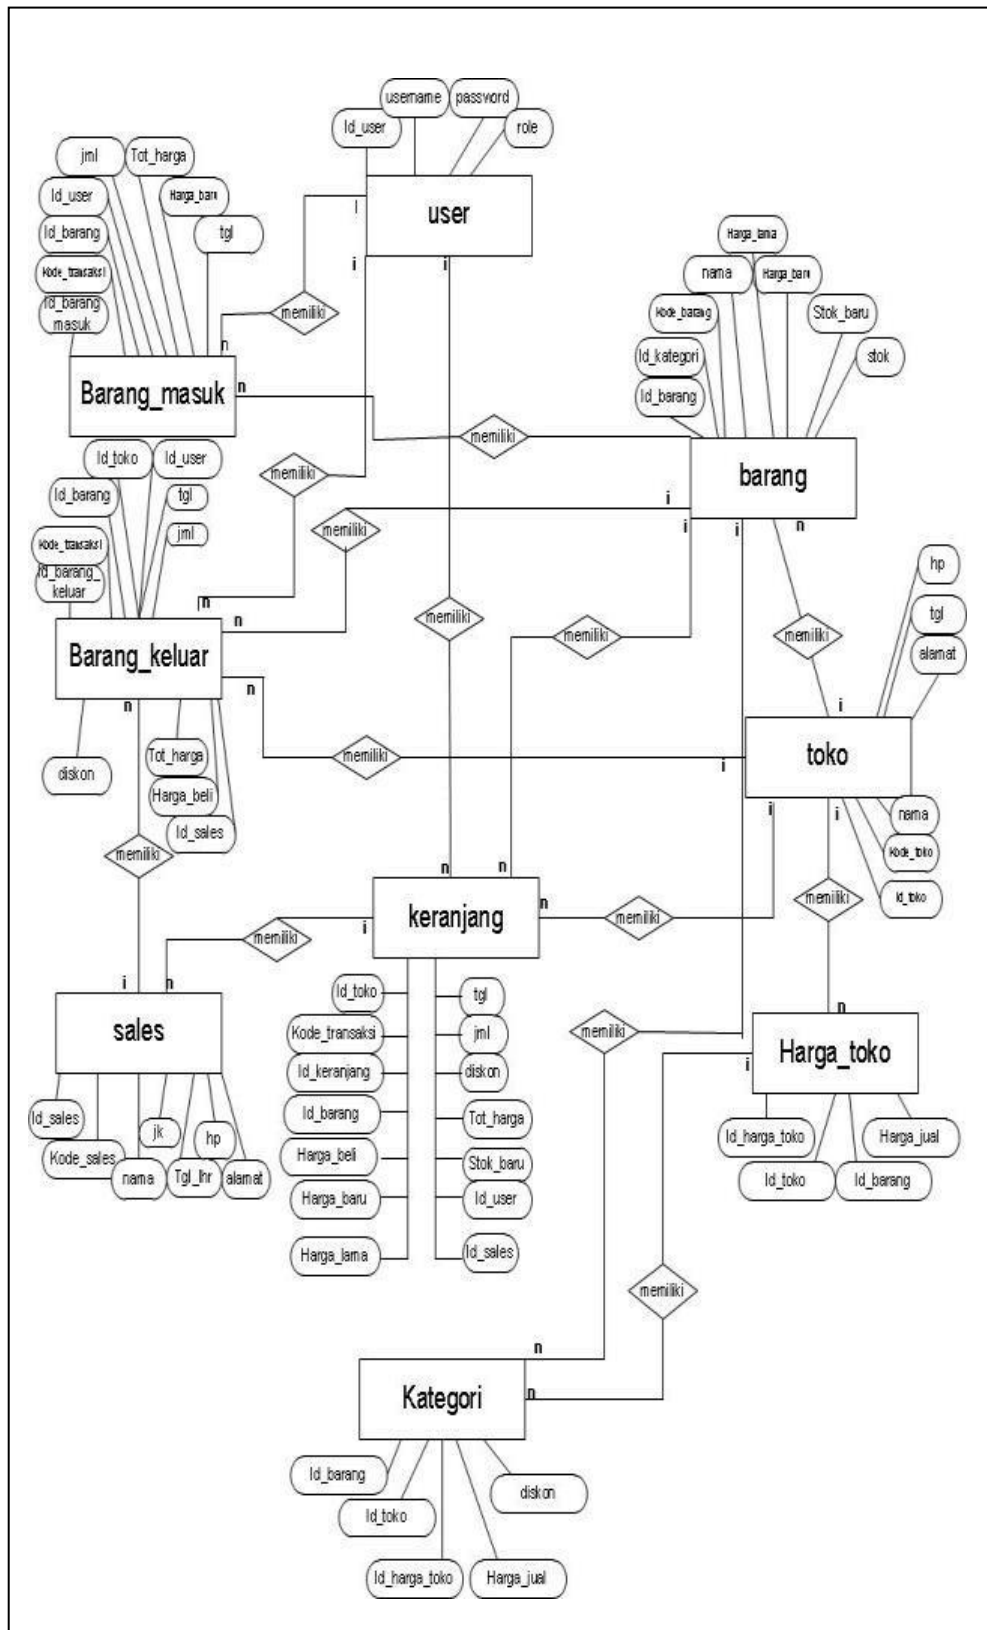 username
password
Id_user
role
jml
Tot_harga
Id_user
Harga_baru
Id_barang
tgl
Kode_transaksi
Id_barang
masuk
user
l
i
i
memiliki
n
Barang_masuk
n
Harga_lama
nama
Harga_baru
Kode_barang
Stok_baru
Id_kategori
stok
Id_barang
memiliki
barang
i
i
i
n
Id_toko
Id_user
Id_barang
tgl
jml
Kode_transaksi
Id_barang_
keluar
memiliki
memiliki
n
n
Barang_keluar
n
n
memiliki
memiliki
memiliki
hp
tgl
alamat
i
toko
i
i
i
memiliki
diskon
Tot_harga
Harga_beli
Id_sales
memiliki
nama
Kode_toko
Id_toko
memiliki
n
n
n
keranjang
i
memiliki
memiliki
i
n
sales
n
Harga_toko
i
memiliki
Id_toko
Kode_transaksi
Id_keranjang
Id_barang
Harga_beli
Harga_baru
Harga_lama
tgl
jml
diskon
Tot_harga
Stok_baru
Id_user
Id_sales
Id_sales
Kode_sales
nama
jk
Tgl_lhr
hp
alamat
Id_harga_toko
Id_toko
Id_barang
Harga_jual
memiliki
n
Kategori
n
Id_barang
Id_toko
Id_harga_toko
Harga_jual
diskon